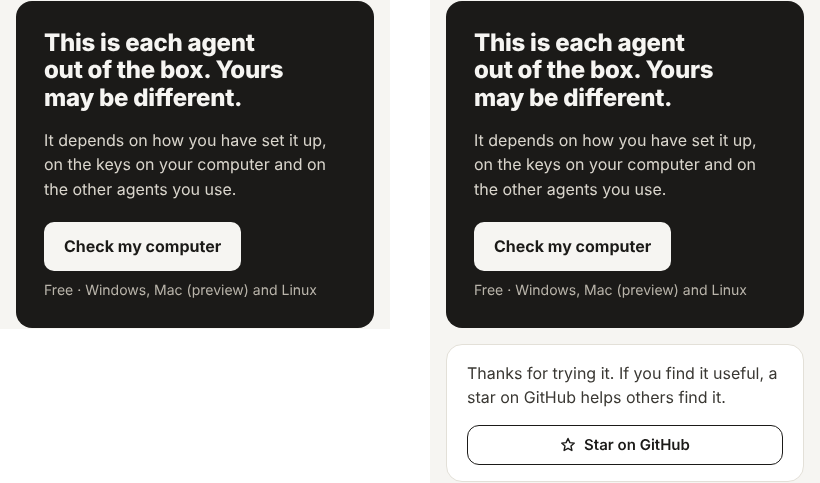 This is each agent
out of the box. Yours
may be different.
It depends on how you have set it up,
on the keys on your computer and on
the other agents you use.
Check my computer
Free · Windows, Mac (preview) and Linux
This is each agent
out of the box. Yours
may be different.
It depends on how you have set it up,
on the keys on your computer and on
the other agents you use.
Check my computer
Free · Windows, Mac (preview) and Linux
Thanks for trying it. If you find it useful, a
star on GitHub helps others find it.
Star on GitHub